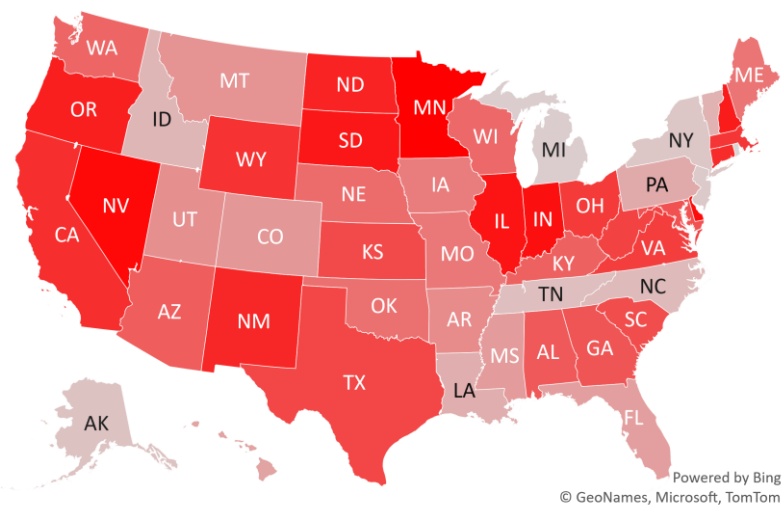 WA
MT
ND
MN
ME
OR
ID
SD
WI
MI
NY
WY
IA
PA
NE
NV
IL
IN
OH
UT
CO
CA
KS
MO
VA
KY
AZ
NM
OK
AR
TN
NC
SC
MS
AL
GA
TX
LA
FL
AK
Powered by Bing
© GeoNames, Microsoft, TomTom